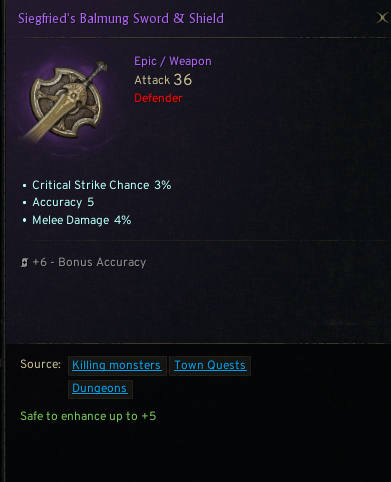 Siegfried's Balmung Sword & Shield
Epic / Weapon
Attack 36
Defender
• Critical Strike Chance 3%
• Accuracy 5
• Melee Damage 4%
+6 - Bonus Accuracy
Source: Killing monsters Town Quests
Dungeons
Safe to enhance up to +5